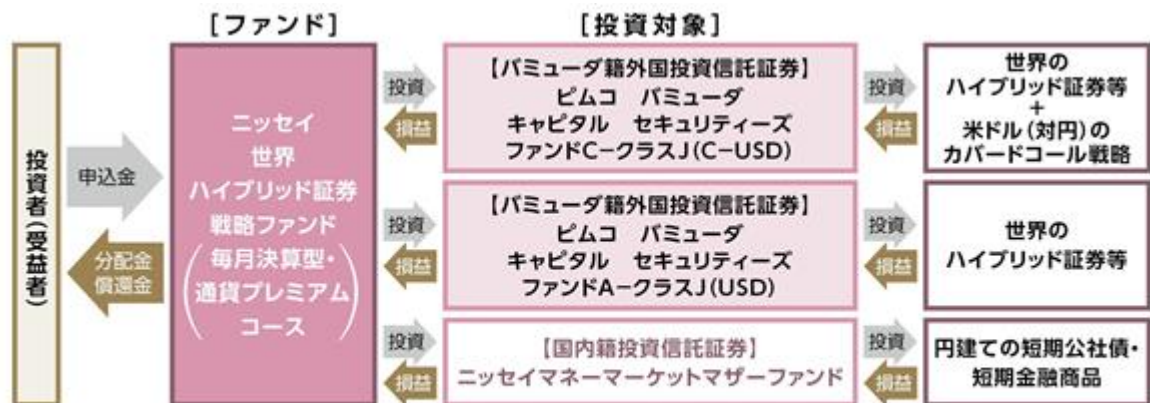 [ファンド]
[投資対象]
投資者(受益者)
申込金
分配金
償還金
ニッセイ
世界
ハイブリッド証券
戦略ファンド
(毎月決算型・
通貨プレミアム
コース)
投資
損益
【バミューダ籍外国投資信託証券】
ピムコ バミューダ
キャピタル セキュリティーズ
ファンドC-クラスJ(C-USD)
投資
損益
世界の
ハイブリッド証券等
+
米ドル(対円)の
カバードコール戦略
投資
損益
【バミューダ籍外国投資信託証券】
ピムコ バミューダ
キャピタル セキュリティーズ
ファンドA-クラスJ(USD)
投資
損益
世界の
ハイブリッド証券等
投資
損益
【国内籍投資信託証券】
ニッセイマネーマーケットマザーファンド
投資
損益
円建ての短期公社債・
短期金融商品